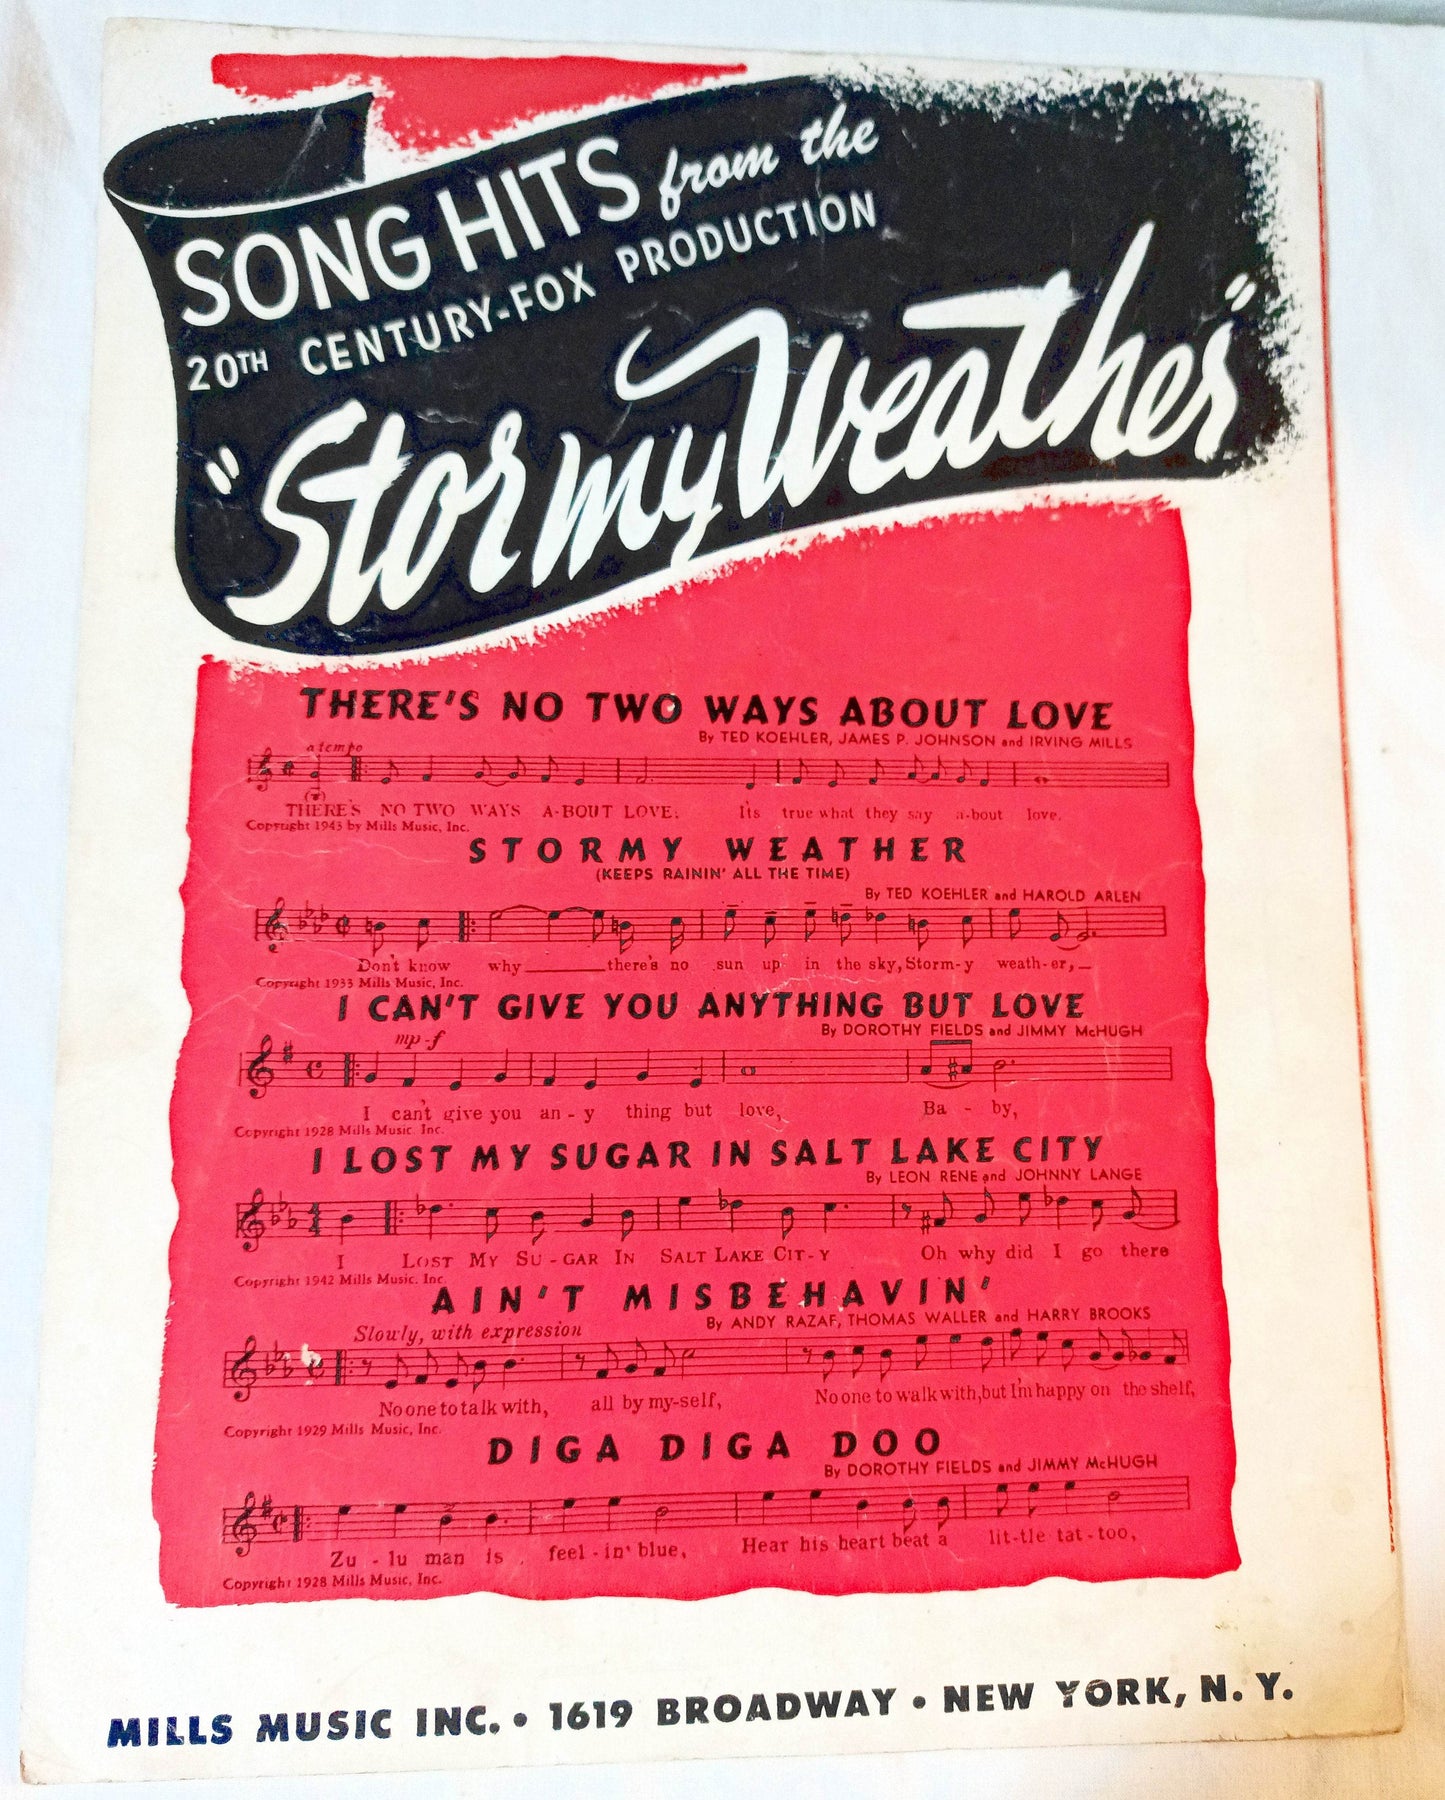 SONG HITS from the
20TH CENTURY-FOX PRODUCTION
"Stormy Weather"
THERE'S NO TWO WAYS ABOUT LOVE
By TED KOEHLER, JAMES P. JOHNSON and IRVING MILLS
a tempo
THERE'S NO TWO WAYS A-BOUT LOVE; It's true what they say a-bout love.
Copyright 1943 by Mills Music, Inc.
STORMY WEATHER
(KEEPS RAININ' ALL THE TIME)
By TED KOEHLER and HAROLD ARLEN
Don't know why there's no sun up in the sky, Storm-y weath-er,
Copyright 1933 Mills Music, Inc.
I CAN'T GIVE YOU ANYTHING BUT LOVE
By DOROTHY FIELDS and JIMMY McHUGH
mp-f
I can't give you an-y thing but love, Ba-by,
Copyright 1928 Mills Music. Inc.
I LOST MY SUGAR IN SALT LAKE CITY
By LEON RENE and JOHNNY LANGE
I LOST MY SU-GAR IN SALT LAKE CIT-Y Oh why did I go there
Copyright 1942 Mills Music. Inc.
AIN'T MISBEHAVIN'
By ANDY RAZAF, THOMAS WALLER and HARRY BROOKS
Slowly, with expression
No one to talk with, all by my-self, No one to walk with, but I'm happy on the shelf,
Copyright 1929 Mills Music, Inc.
DIGA DIGA DOO
By DOROTHY FIELDS and JIMMY McHUGH
Zu-lu man is feel-in' blue, Hear his heart beat a lit-tle tat-too,
Copyright 1928 Mills Music, Inc.
MILLS MUSIC INC. • 1619 BROADWAY • NEW YORK, N. Y.